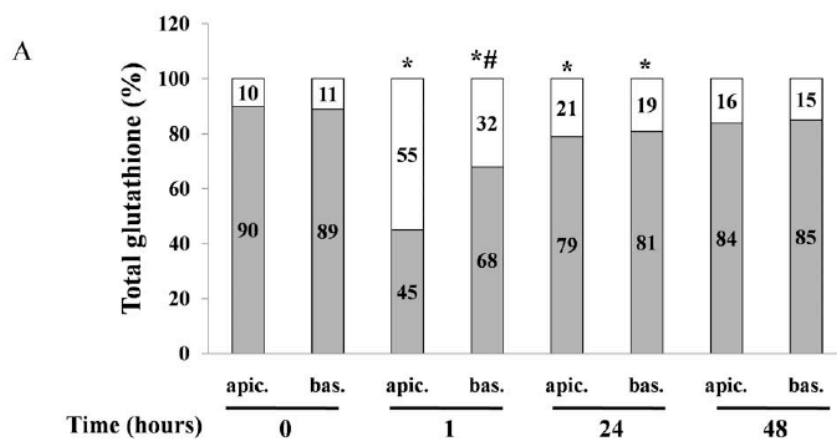 A
Total glutathione (%)
120
100
80
60
40
20
0
* *# * *
10 11 55 32 21 19 16 15
90 89 45 68 79 81 84 85
apic. bas. apic. bas. apic. bas. apic. bas.
Time (hours) 0 1 24 48